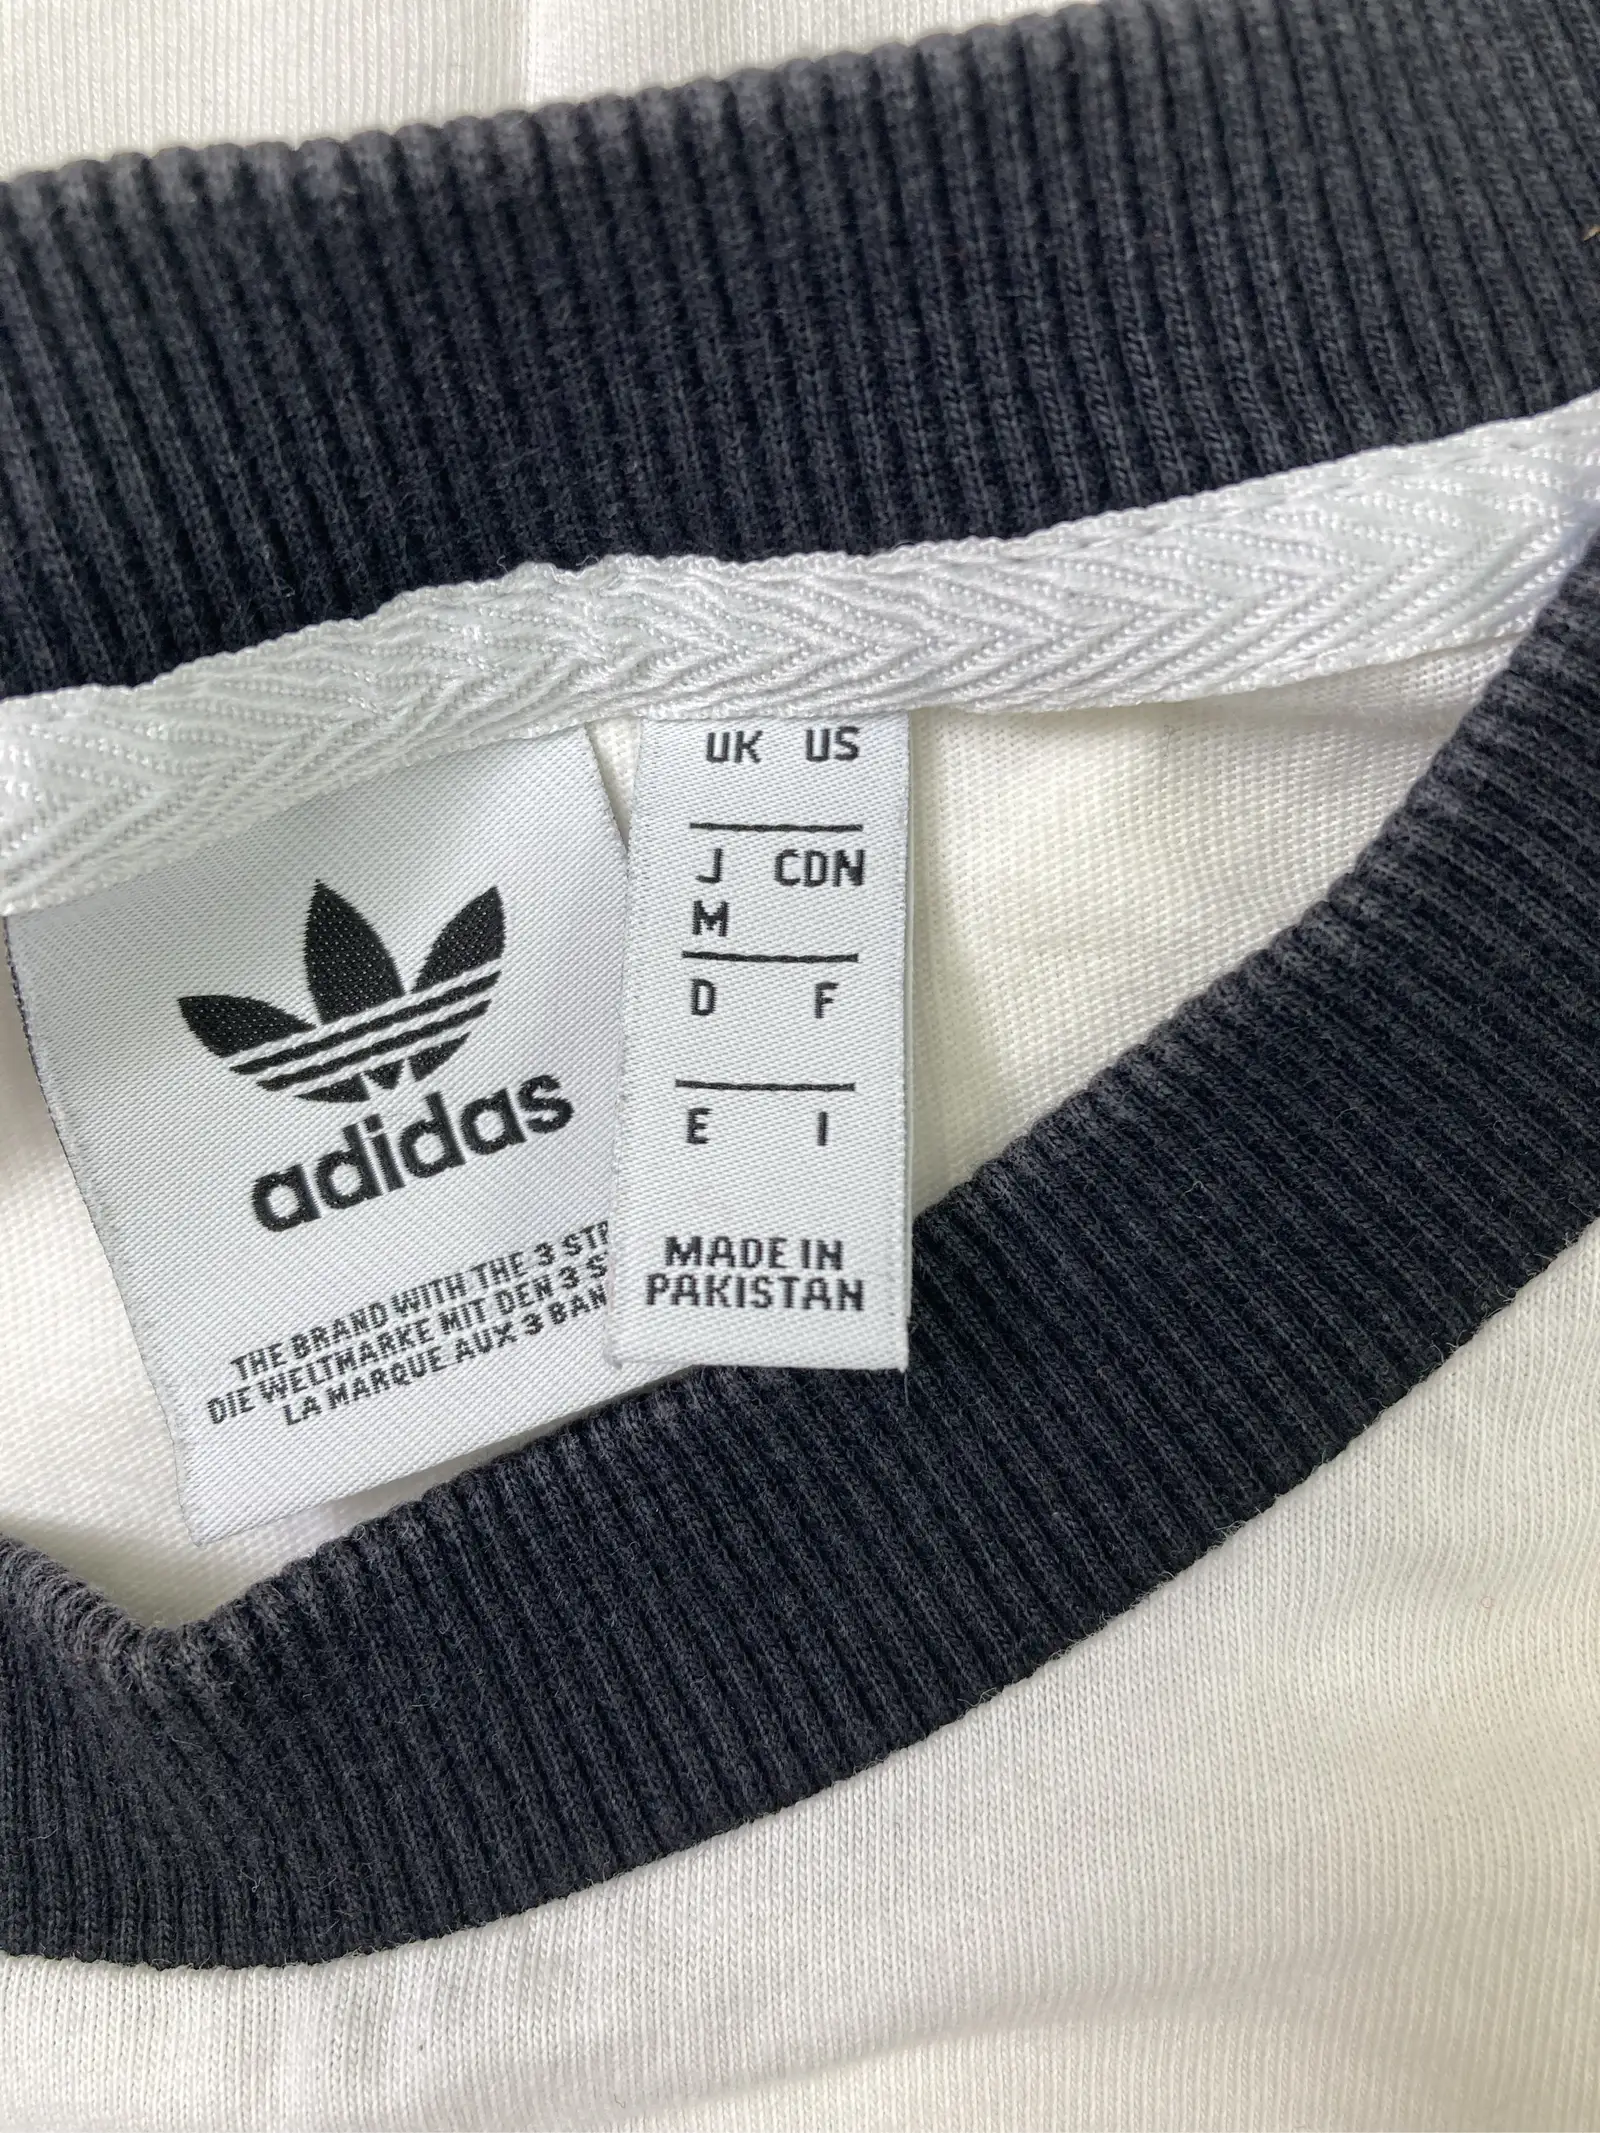 adidas
THE BRAND WITH THE 3
DIE WELTMARKE MIT DEN 3
LA MARQUE AUX 3
UK US
J CDN
M
D F
E I
MADE IN
PAKISTAN